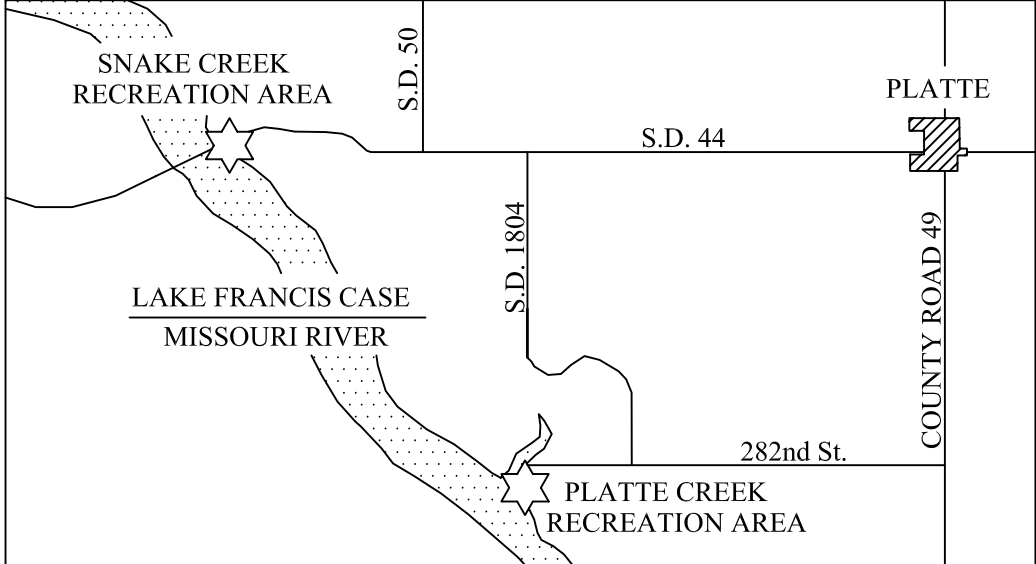 S.D. 50
SNAKE CREEK
RECREATION AREA
PLATTE
S.D. 44
S.D. 1804
COUNTY ROAD 49
LAKE FRANCIS CASE
MISSOURI RIVER
282nd St.
PLATTE CREEK
RECREATION AREA